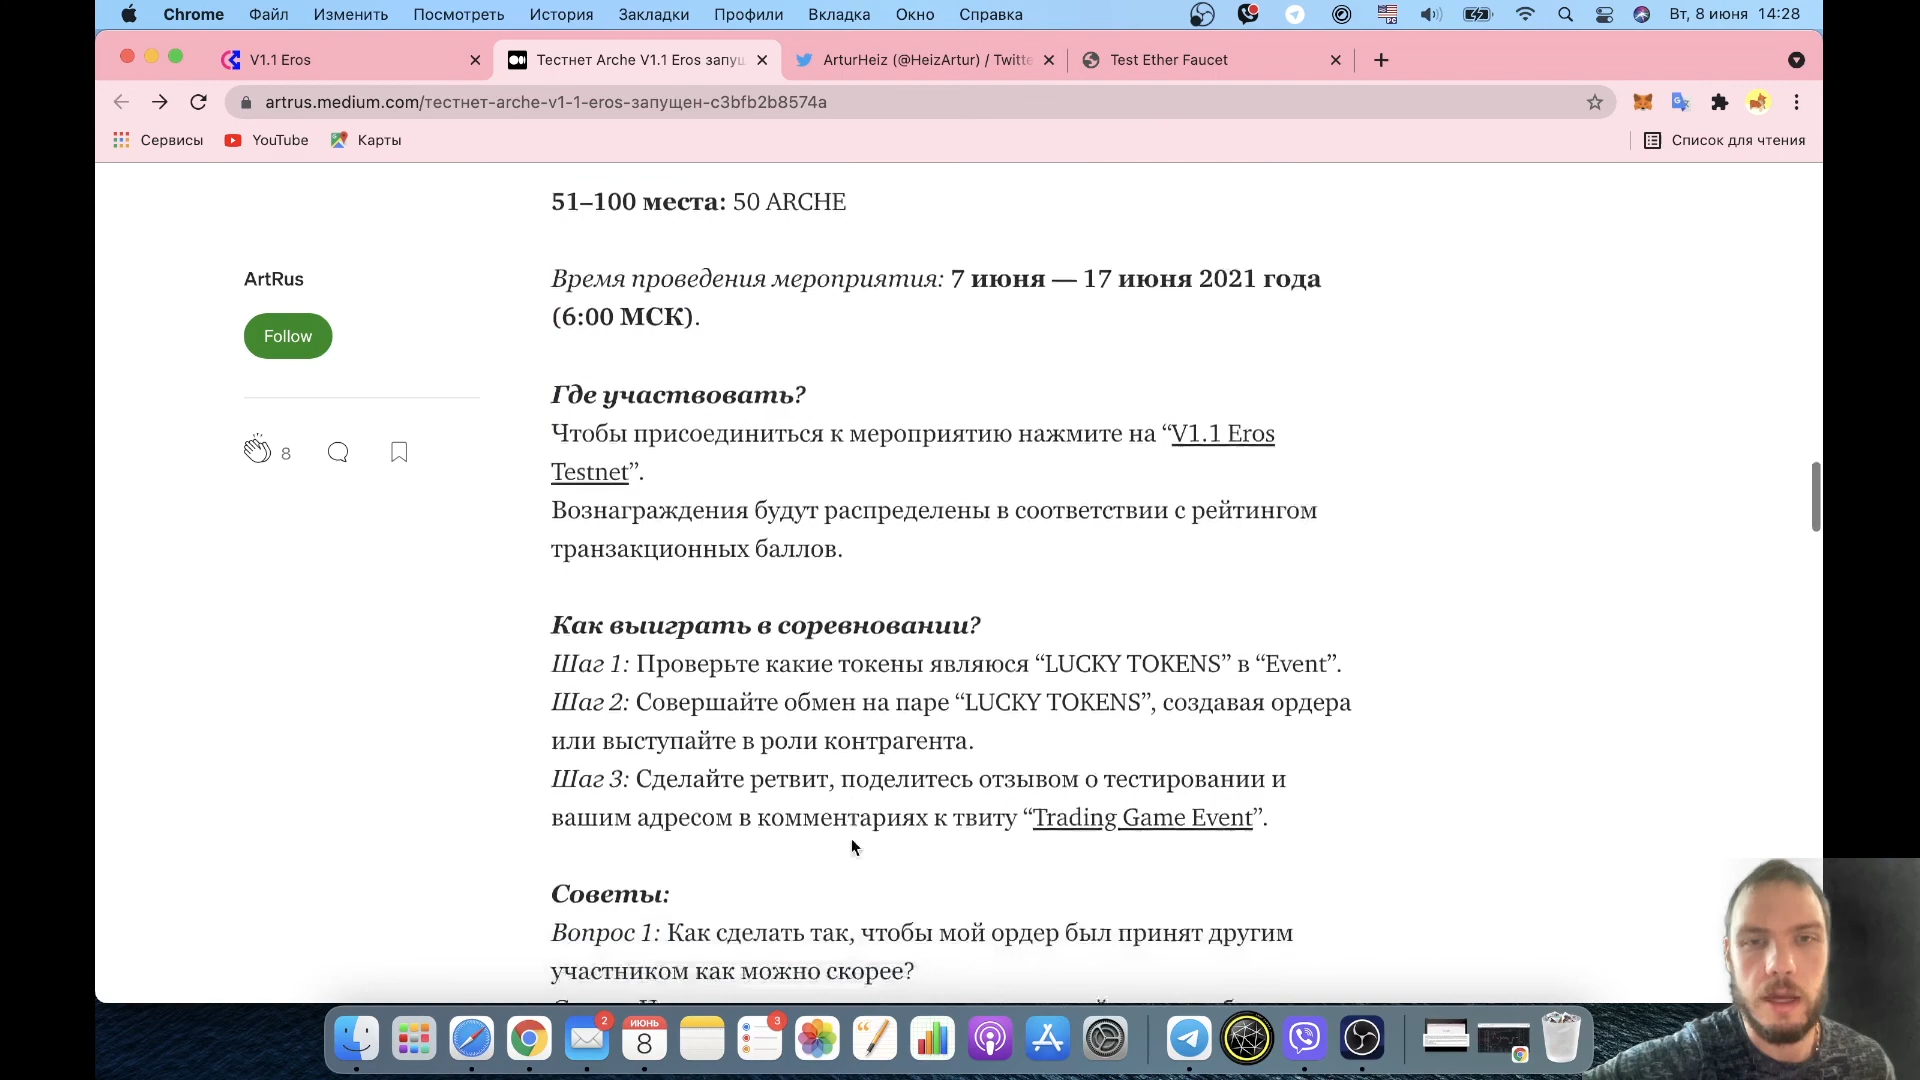 Chrome Файл Изменить Посмотреть История Закладки Профили Вкладка Окно Справка Вт, 8 июня 14:28
V1.1 Eros Тестнет Arche V1.1 Eros запущ ArturHeiz (@HeizArtur) / Twitte Test Ether Faucet
artrus.medium.com/тестнет-arche-v1-1-eros-запущен-c3bfb2b8574a
Сервисы YouTube Карты Список для чтения
51–100 места: 50 ARCHE
ArtRus
Follow
8
Время проведения мероприятия: 7 июня — 17 июня 2021 года
(6:00 МСК).
Где участвовать?
Чтобы присоединиться к мероприятию нажмите на “V1.1 Eros
Testnet”.
Вознаграждения будут распределены в соответствии с рейтингом
транзакционных баллов.
Как выиграть в соревновании?
Шаг 1: Проверьте какие токены являюся “LUCKY TOKENS” в “Event”.
Шаг 2: Совершайте обмен на паре “LUCKY TOKENS”, создавая ордера
или выступайте в роли контрагента.
Шаг 3: Сделайте ретвит, поделитесь отзывом о тестировании и
вашим адресом в комментариях к твиту “Trading Game Event”.
Советы:
Вопрос 1: Как сделать так, чтобы мой ордер был принят другим
участником как можно скорее?
2 ИЮНЬ 8 3